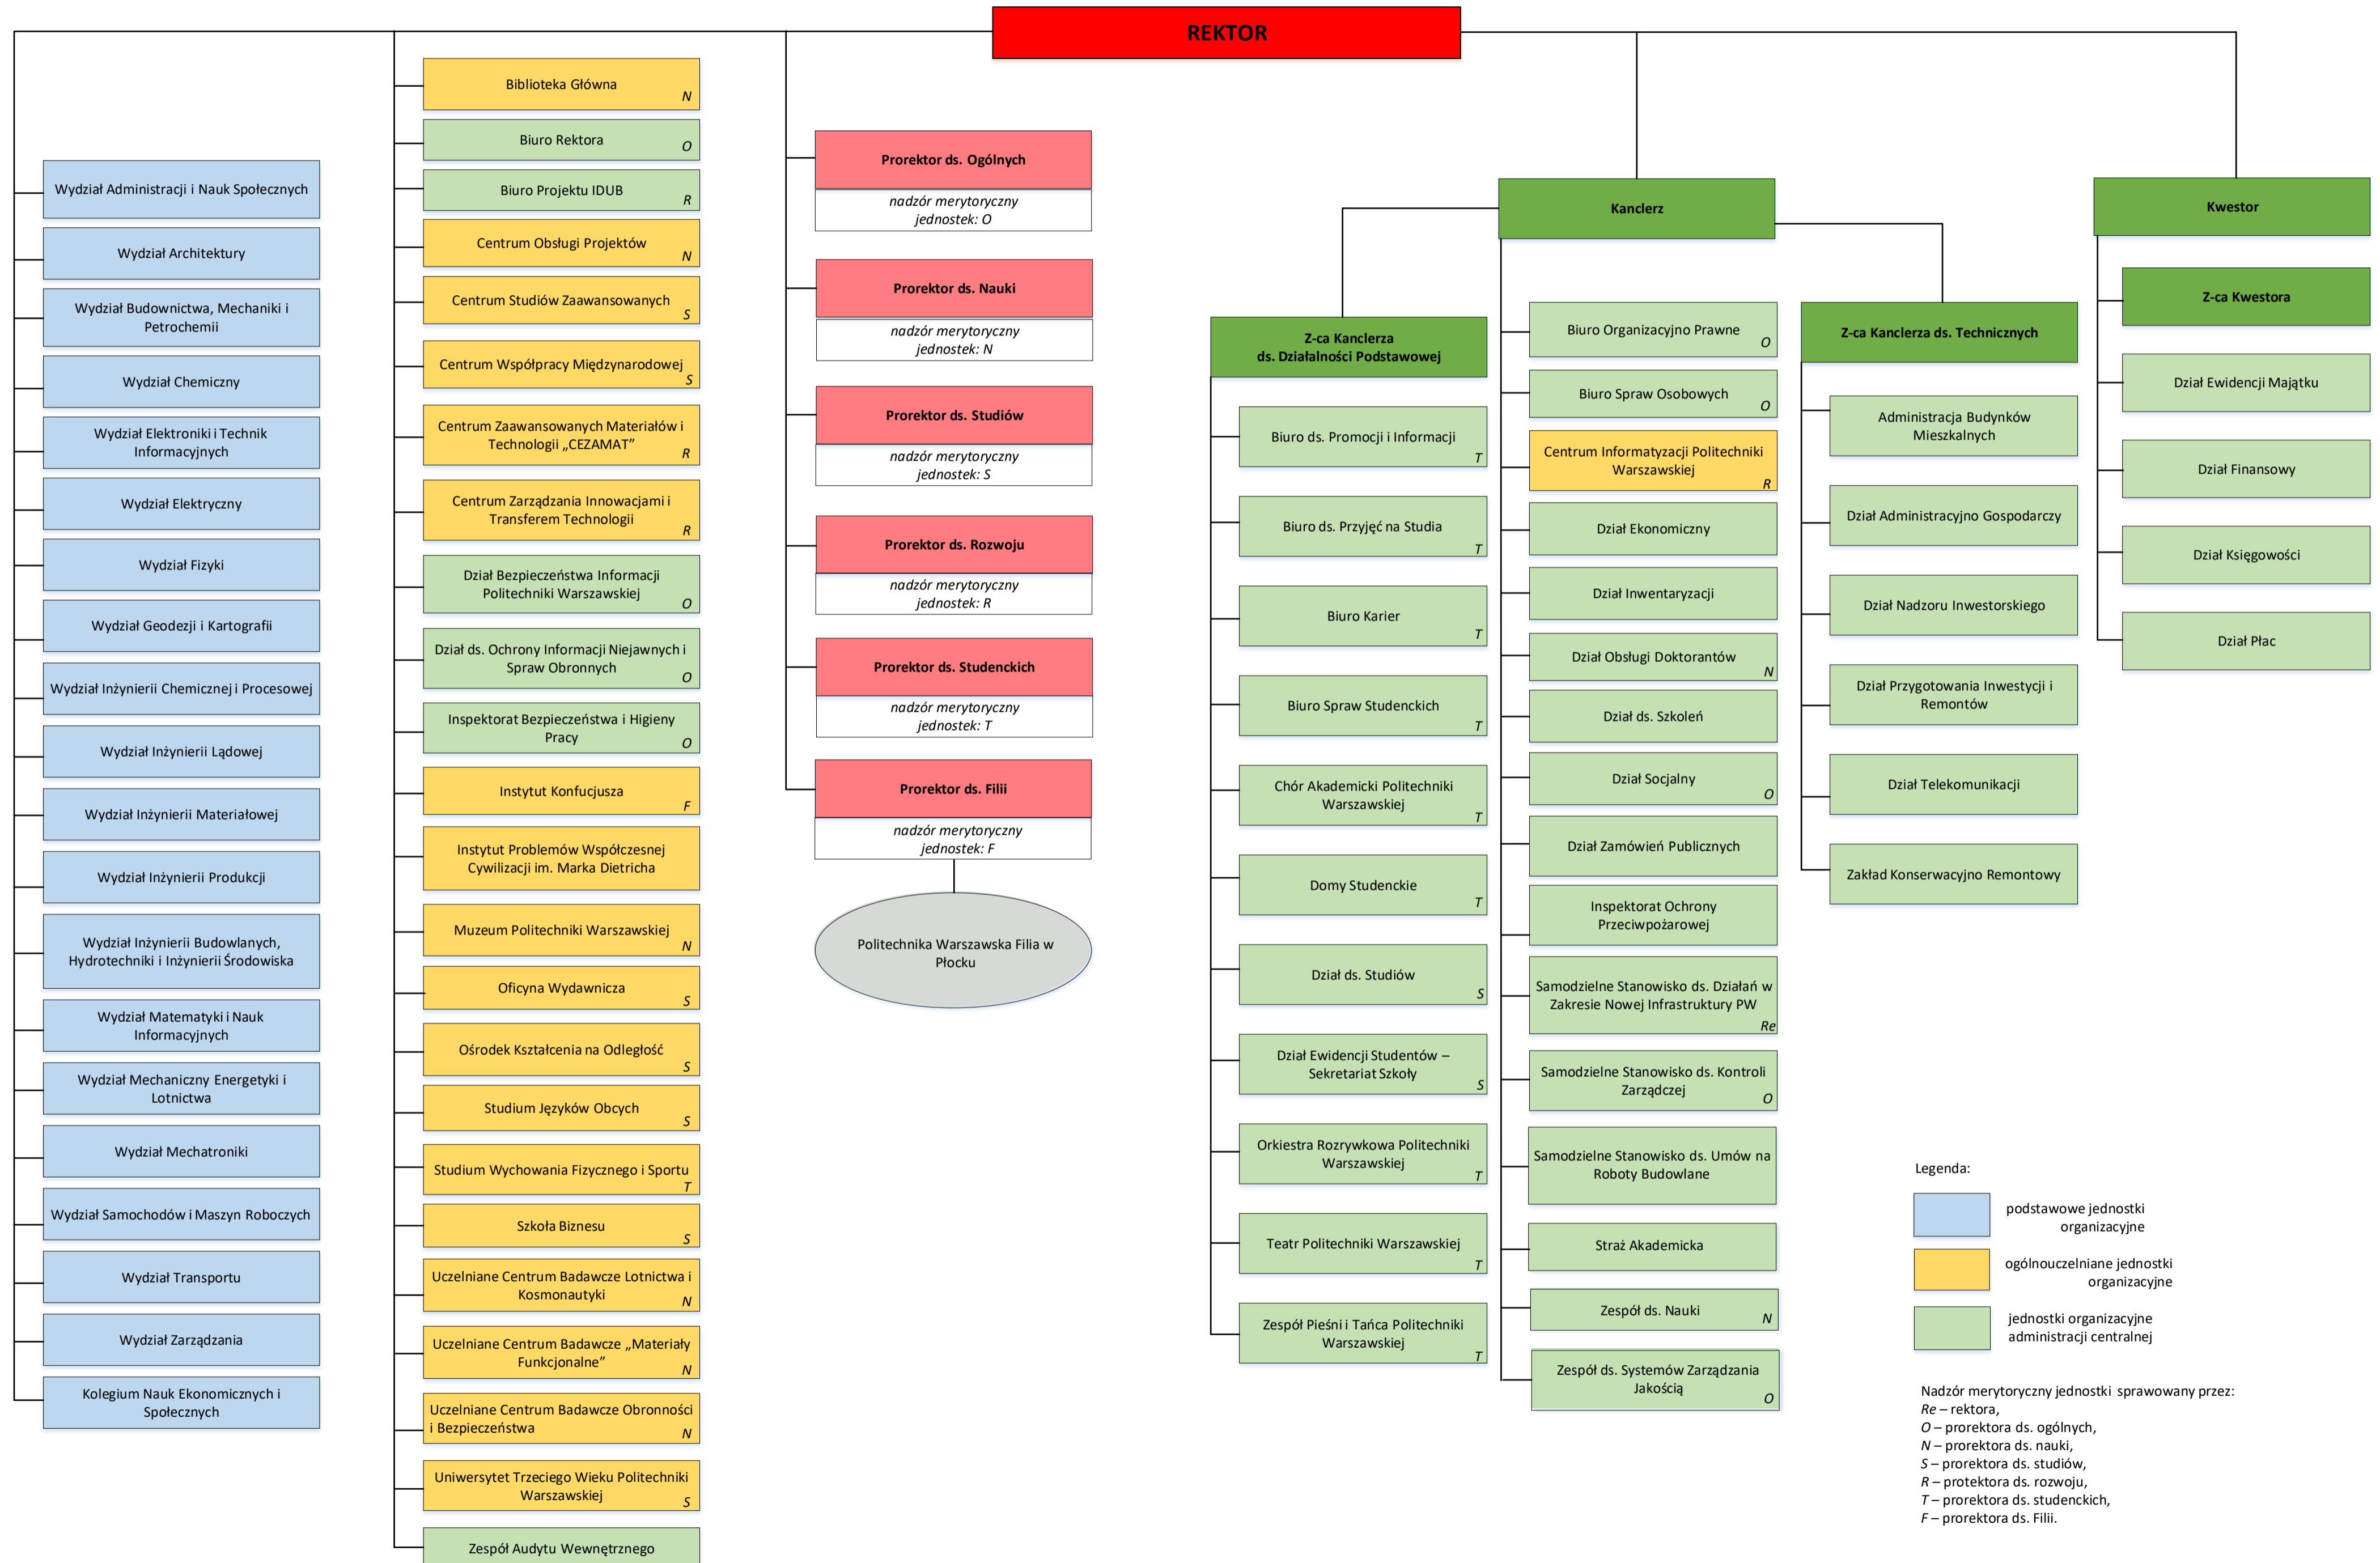 REKTOR
Wydział Administracji i Nauk Społecznych
Wydział Architektury
Wydział Budownictwa, Mechaniki i
Petrochemii
Wydział Chemiczny
Wydział Elektroniki i Technik
Informacyjnych
Wydział Elektryczny
Wydział Fizyki
Wydział Geodezji i Kartografii
Wydział Inżynierii Chemicznej i Procesowej
Wydział Inżynierii Lądowej
Wydział Inżynierii Materiałowej
Wydział Inżynierii Produkcji
Wydział Inżynierii Budowlanych,
Hydrotechniki i Inżynierii Środowiska
Wydział Matematyki i Nauk
Informacyjnych
Wydział Mechaniczny Energetyki i
Lotnictwa
Wydział Mechatroniki
Wydział Samochodów i Maszyn Roboczych
Wydział Transportu
Wydział Zarządzania
Kolegium Nauk Ekonomicznych i
Społecznych
Biblioteka Główna
N
Biuro Rektora
O
Biuro Projektu IDUB
R
Centrum Obsługi Projektów
N
Centrum Studiów Zaawansowanych
S
Centrum Współpracy Międzynarodowej
S
Centrum Zaawansowanych Materiałów i
Technologii „CEZAMAT”
R
Centrum Zarządzania Innowacjami i
Transferem Technologii
R
Dział Bezpieczeństwa Informacji
Politechniki Warszawskiej
O
Dział ds. Ochrony Informacji Niejawnych i
Spraw Obronnych
O
Inspektorat Bezpieczeństwa i Higieny
Pracy
O
Instytut Konfucjusza
F
Instytut Problemów Współczesnej
Cywilizacji im. Marka Dietricha
Muzeum Politechniki Warszawskiej
N
Oficyna Wydawnicza
S
Ośrodek Kształcenia na Odległość
S
Studium Języków Obcych
S
Studium Wychowania Fizycznego i Sportu
T
Szkoła Biznesu
S
Uczelniane Centrum Badawcze Lotnictwa i
Kosmonautyki
N
Uczelniane Centrum Badawcze „Materiały
Funkcjonalne”
N
Uczelniane Centrum Badawcze Obronności
i Bezpieczeństwa
N
Uniwersytet Trzeciego Wieku Politechniki
Warszawskiej
S
Zespół Audytu Wewnętrznego
Prorektor ds. Ogólnych
nadzór merytoryczny
jednostek: O
Prorektor ds. Nauki
nadzór merytoryczny
jednostek: N
Prorektor ds. Studiów
nadzór merytoryczny
jednostek: S
Prorektor ds. Rozwoju
nadzór merytoryczny
jednostek: R
Prorektor ds. Studenckich
nadzór merytoryczny
jednostek: T
Prorektor ds. Filii
nadzór merytoryczny
jednostek: F
Politechnika Warszawska Filia w
Płocku
Kanclerz
Z-ca Kanclerza
ds. Działalności Podstawowej
Biuro ds. Promocji i Informacji
T
Biuro ds. Przyjęć na Studia
T
Biuro Karier
T
Biuro Spraw Studenckich
T
Chór Akademicki Politechniki
Warszawskiej
T
Domy Studenckie
T
Dział ds. Studiów
S
Dział Ewidencji Studentów –
Sekretariat Szkoły
S
Orkiestra Rozrywkowa Politechniki
Warszawskiej
T
Teatr Politechniki Warszawskiej
T
Zespół Pieśni i Tańca Politechniki
Warszawskiej
T
Biuro Organizacyjno Prawne
O
Biuro Spraw Osobowych
O
Centrum Informatyzacji Politechniki
Warszawskiej
R
Dział Ekonomiczny
Dział Inwentaryzacji
Dział Obsługi Doktorantów
N
Dział ds. Szkoleń
Dział Socjalny
O
Dział Zamówień Publicznych
Inspektorat Ochrony
Przeciwpożarowej
Samodzielne Stanowisko ds. Działań w
Zakresie Nowej Infrastruktury PW
Re
Samodzielne Stanowisko ds. Kontroli
Zarządczej
O
Samodzielne Stanowisko ds. Umów na
Roboty Budowlane
Straż Akademicka
Zespół ds. Nauki
N
Zespół ds. Systemów Zarządzania
Jakością
O
Z-ca Kanclerza ds. Technicznych
Administracja Budynków
Mieszkalnych
Dział Administracyjno Gospodarczy
Dział Nadzoru Inwestorskiego
Dział Przygotowania Inwestycji i
Remontów
Dział Telekomunikacji
Zakład Konserwacyjno Remontowy
Kwestor
Z-ca Kwestora
Dział Ewidencji Majątku
Dział Finansowy
Dział Księgowości
Dział Płac
Legenda:
podstawowe jednostki
organizacyjne
ogólnouczelniane jednostki
organizacyjne
jednostki organizacyjne
administracji centralnej
Nadzór merytoryczny jednostki sprawowany przez:
Re – rektora,
O – prorektora ds. ogólnych,
N – prorektora ds. nauki,
S – prorektora ds. studiów,
R – protektora ds. rozwoju,
T – prorektora ds. studenckich,
F – prorektora ds. Filii.